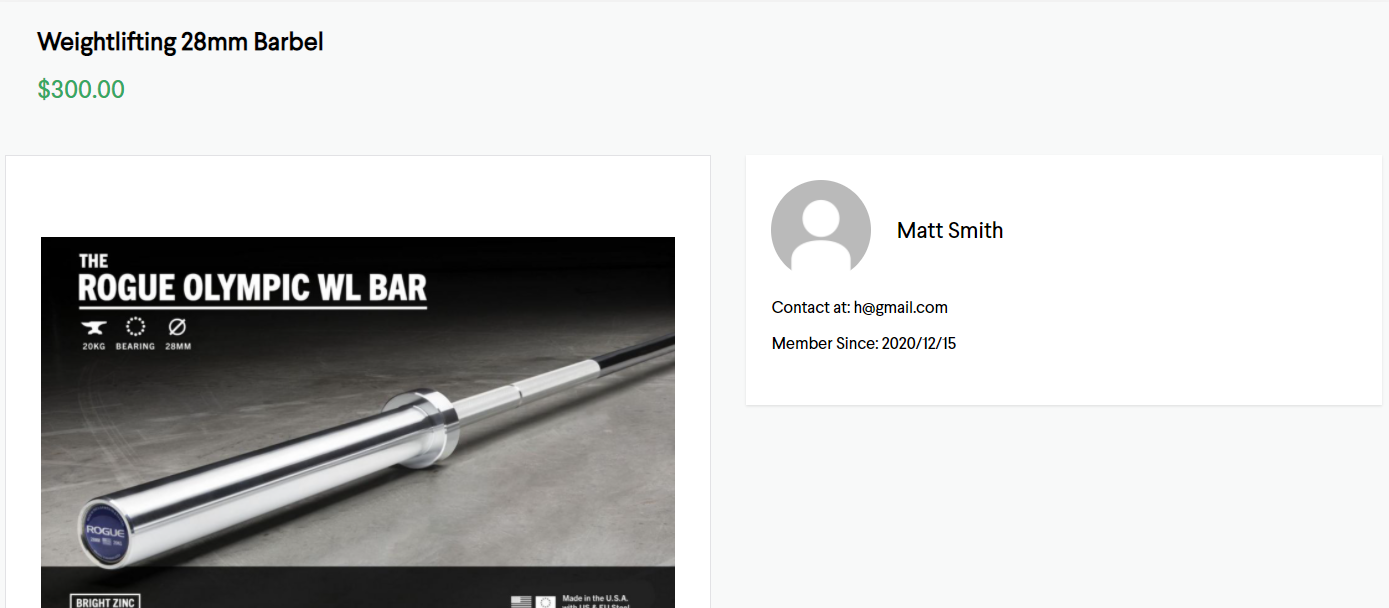 Weightlifting 28mm Barbel
$300.00
THE
ROGUE OLYMPIC WL BAR
20KG BEARING 28MM
ROGUE
BRIGHT ZINC
Made in the U.S.A.
with US & EU Steel
Matt Smith
Contact at: h@gmail.com
Member Since: 2020/12/15